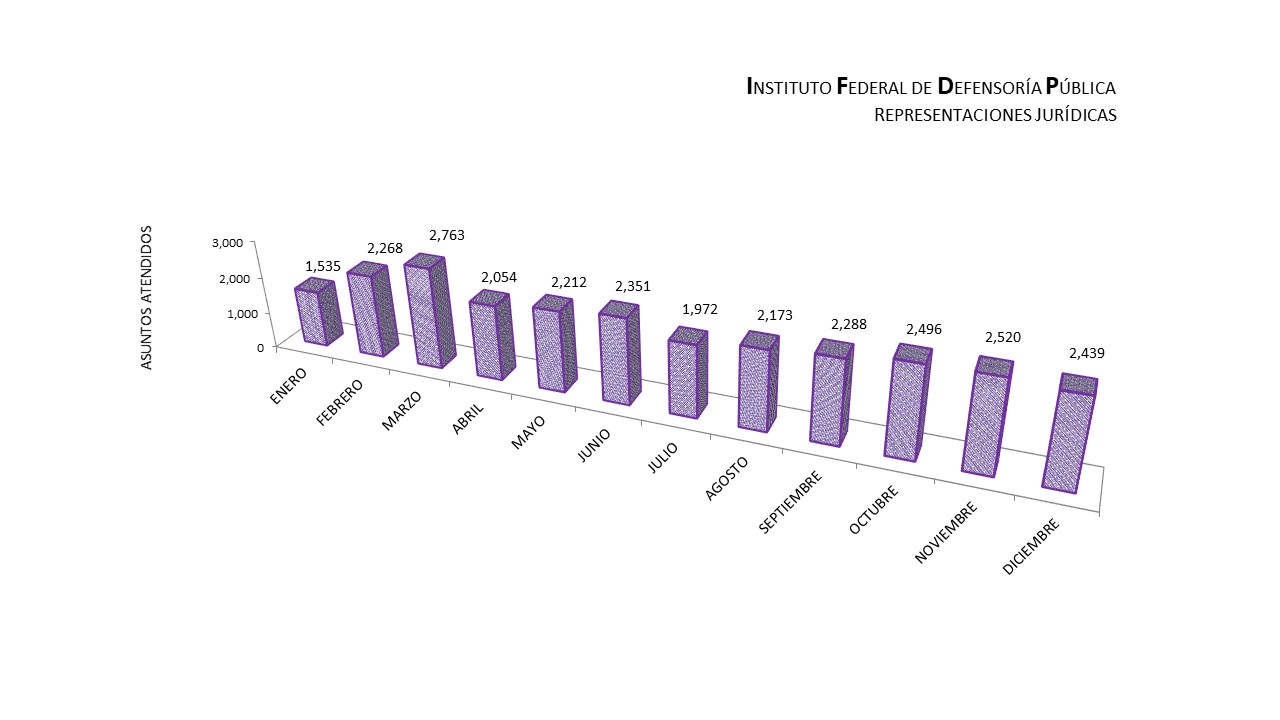 INSTITUTO FEDERAL DE DEFENSORÍA PÚBLICA
REPRESENTACIONES JURÍDICAS
ASUNTOS ATENDIDOS
3,000
2,000
1,000
0
1,535
2,268
2,763
2,054
2,212
2,351
1,972
2,173
2,288
2,496
2,520
2,439
ENERO
FEBRERO
MARZO
ABRIL
MAYO
JUNIO
JULIO
AGOSTO
SEPTIEMBRE
OCTUBRE
NOVIEMBRE
DICIEMBRE